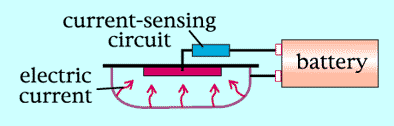 current-sensing
circuit
battery
electric
current